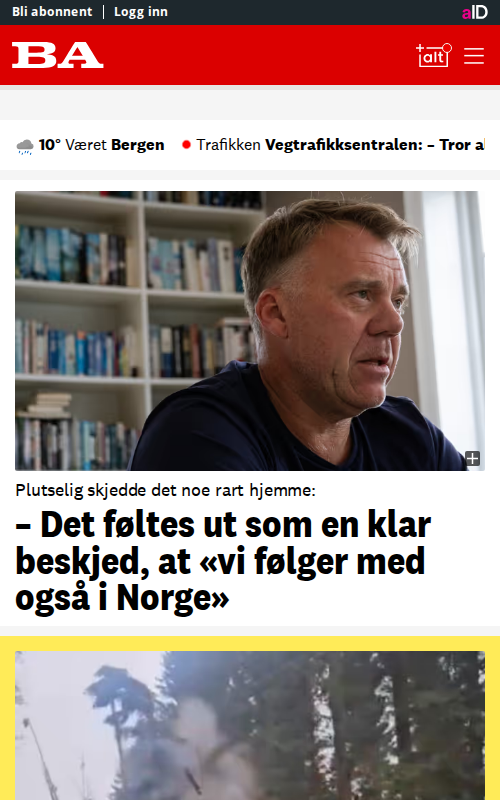 Bli abonnent | Logg inn
aID
BA
+alt
10° Været Bergen
Trafikken Vegtrafikksentralen: – Tror a
Plutselig skjedde det noe rart hjemme:
– Det føltes ut som en klar
beskjed, at «vi følger med
også i Norge»